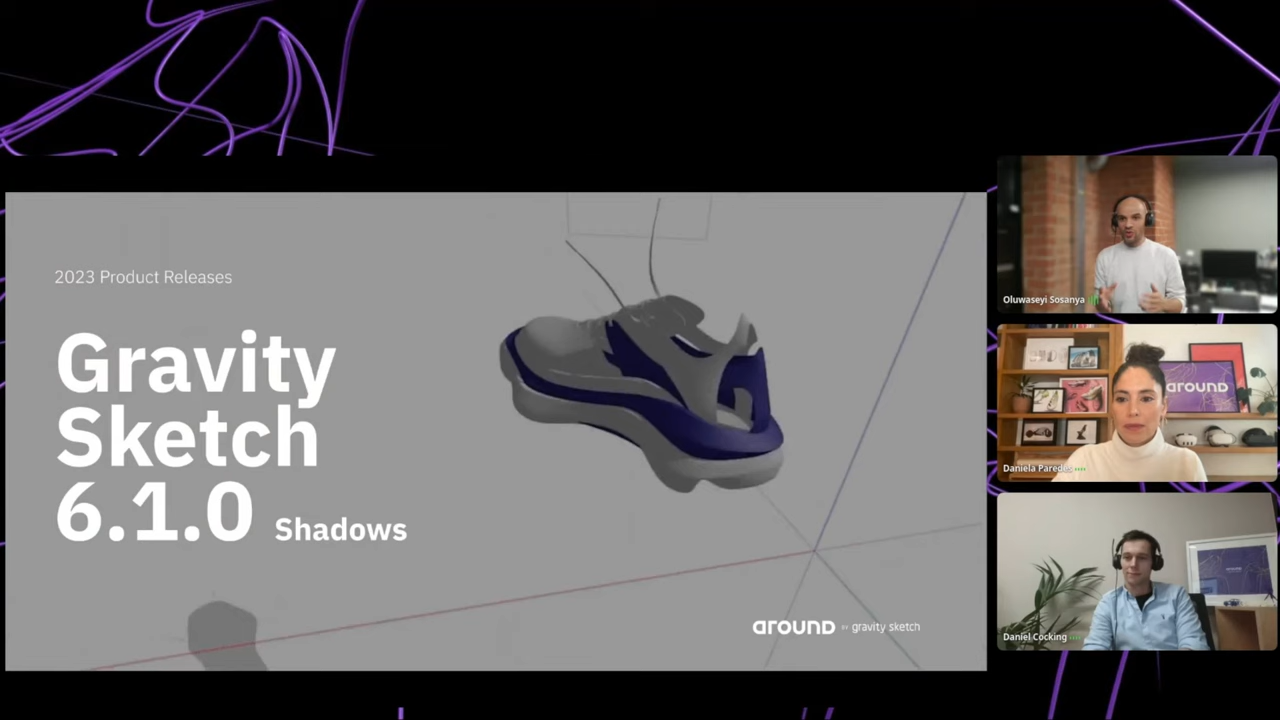 2023 Product Releases
Gravity
Sketch
6.1.0 Shadows
around BY gravity sketch
Oluwaseyi Sosanya
around
Daniela Paredes
Daniel Cocking